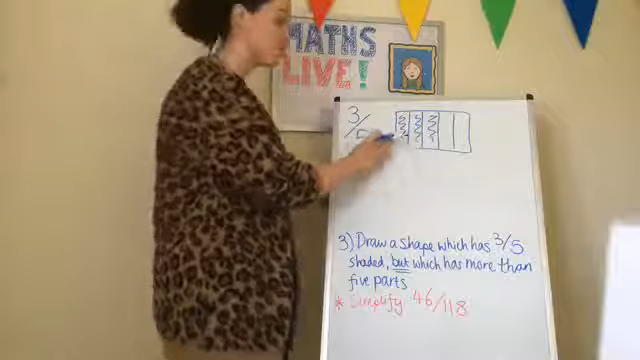 MATHS
LIVE!
3/5
3) Draw a shape which has 3/5
shaded, but which has more than
five parts
* Simplify 46/118